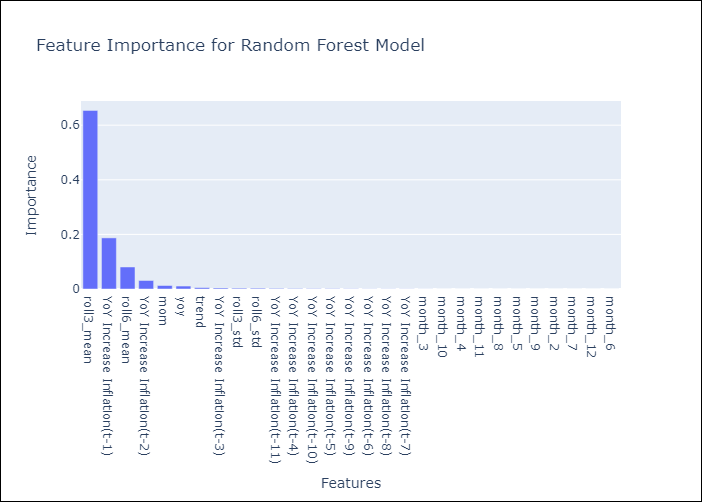 Feature Importance for Random Forest Model
Importance
0.6
0.4
0.2
0
roll3_mean
YoY Increase Inflation(t-1)
roll6_mean
YoY Increase Inflation(t-2)
mom
yoy
trend
YoY Increase Inflation(t-3)
roll3_std
roll6_std
YoY Increase Inflation(t-11)
YoY Increase Inflation(t-4)
YoY Increase Inflation(t-10)
YoY Increase Inflation(t-5)
YoY Increase Inflation(t-9)
YoY Increase Inflation(t-6)
YoY Increase Inflation(t-8)
YoY Increase Inflation(t-7)
month_3
month_10
month_4
month_11
month_8
month_5
month_9
month_2
month_7
month_12
month_6
Features